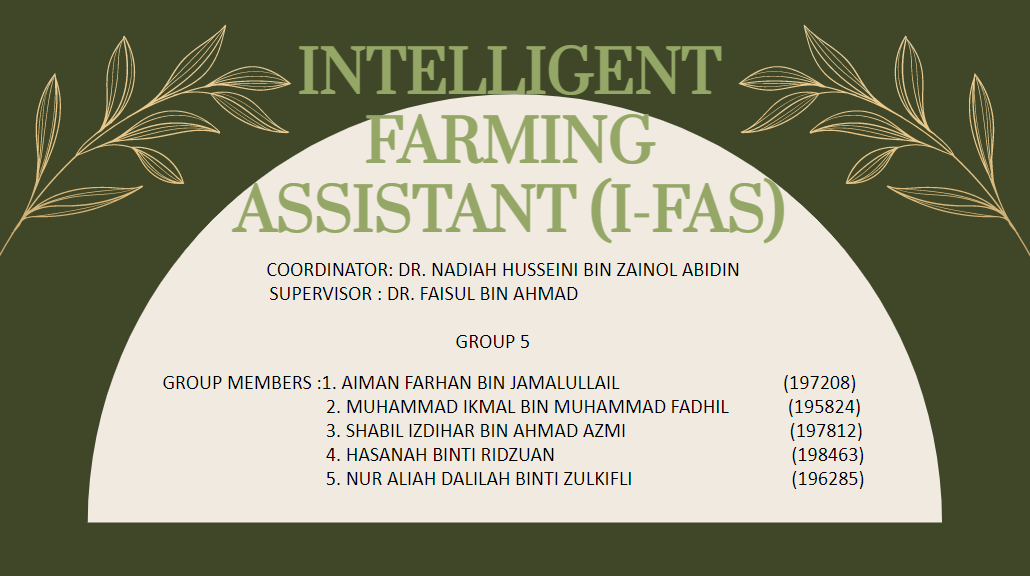 INTELLIGENT
FARMING
ASSISTANT (I-FAS)
COORDINATOR: DR. NADIAH HUSSEINI BIN ZAINOL ABIDIN
SUPERVISOR : DR. FAISUL BIN AHMAD
GROUP 5
GROUP MEMBERS :1. AIMAN FARHAN BIN JAMALULLAIL (197208)
2. MUHAMMAD IKMAL BIN MUHAMMAD FADHIL (195824)
3. SHABIL IZDIHAR BIN AHMAD AZMI (197812)
4. HASANAH BINTI RIDZUAN (198463)
5. NUR ALIAH DALILAH BINTI ZULKIFLI (196285)